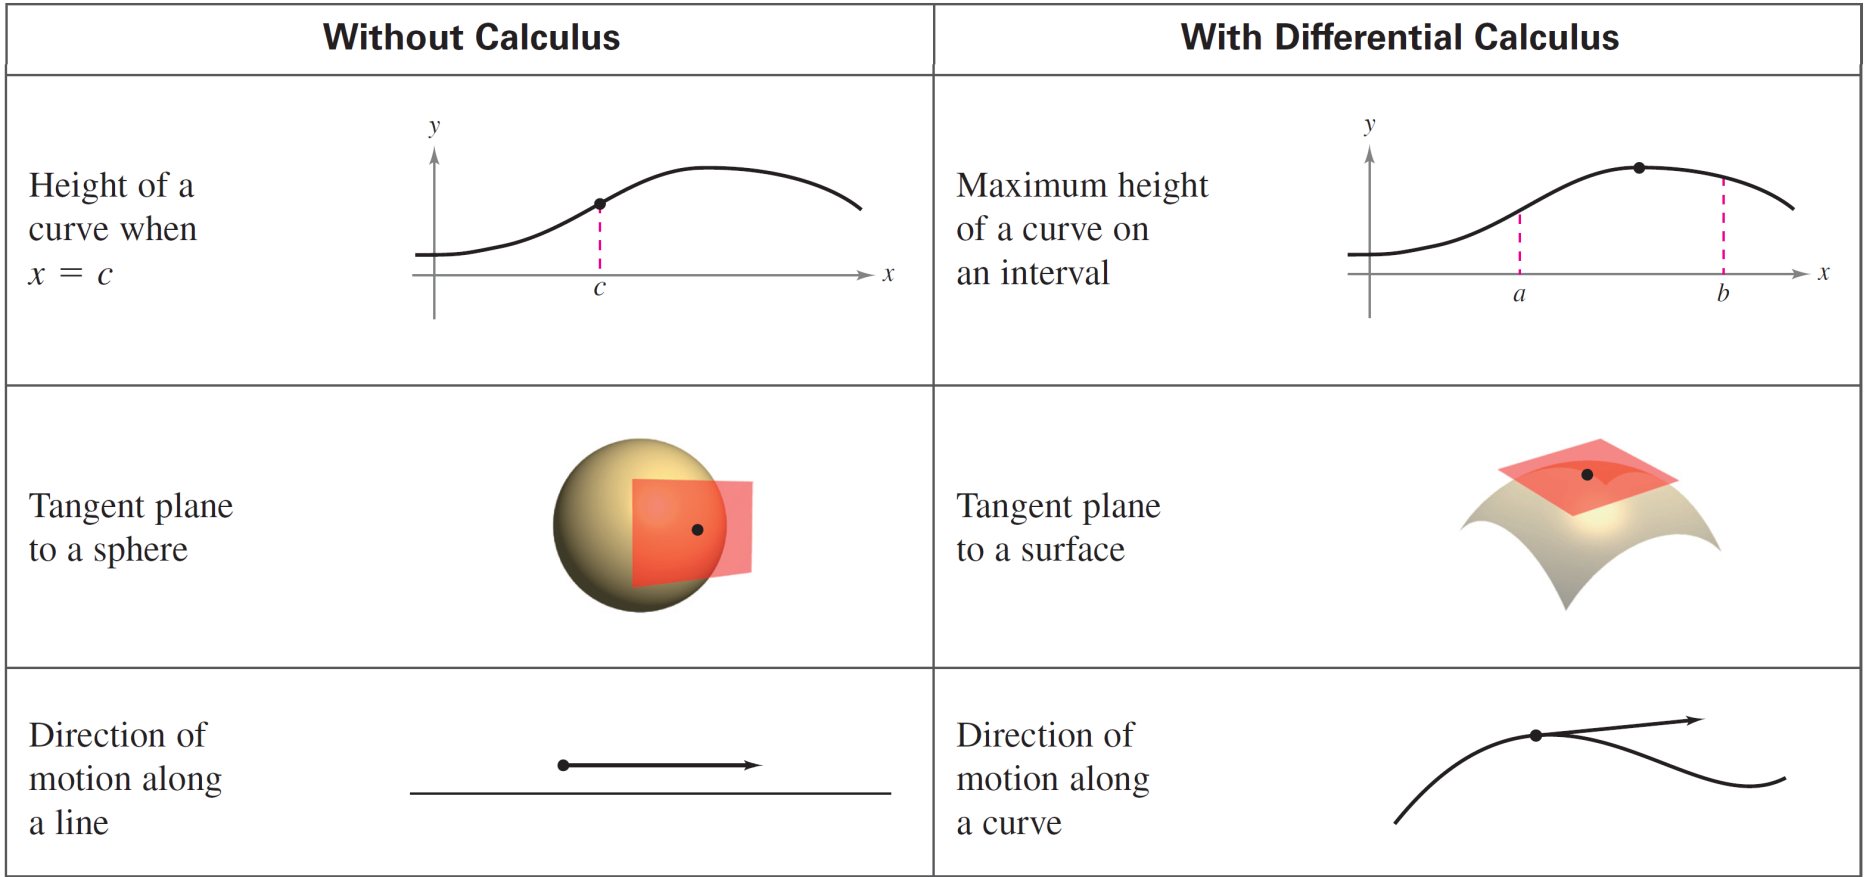 Without Calculus
With Differential Calculus
Height of a
curve when
x = c
y
x
c
Maximum height
of a curve on
an interval
y
x
a
b
Tangent plane
to a sphere
Tangent plane
to a surface
Direction of
motion along
a line
Direction of
motion along
a curve